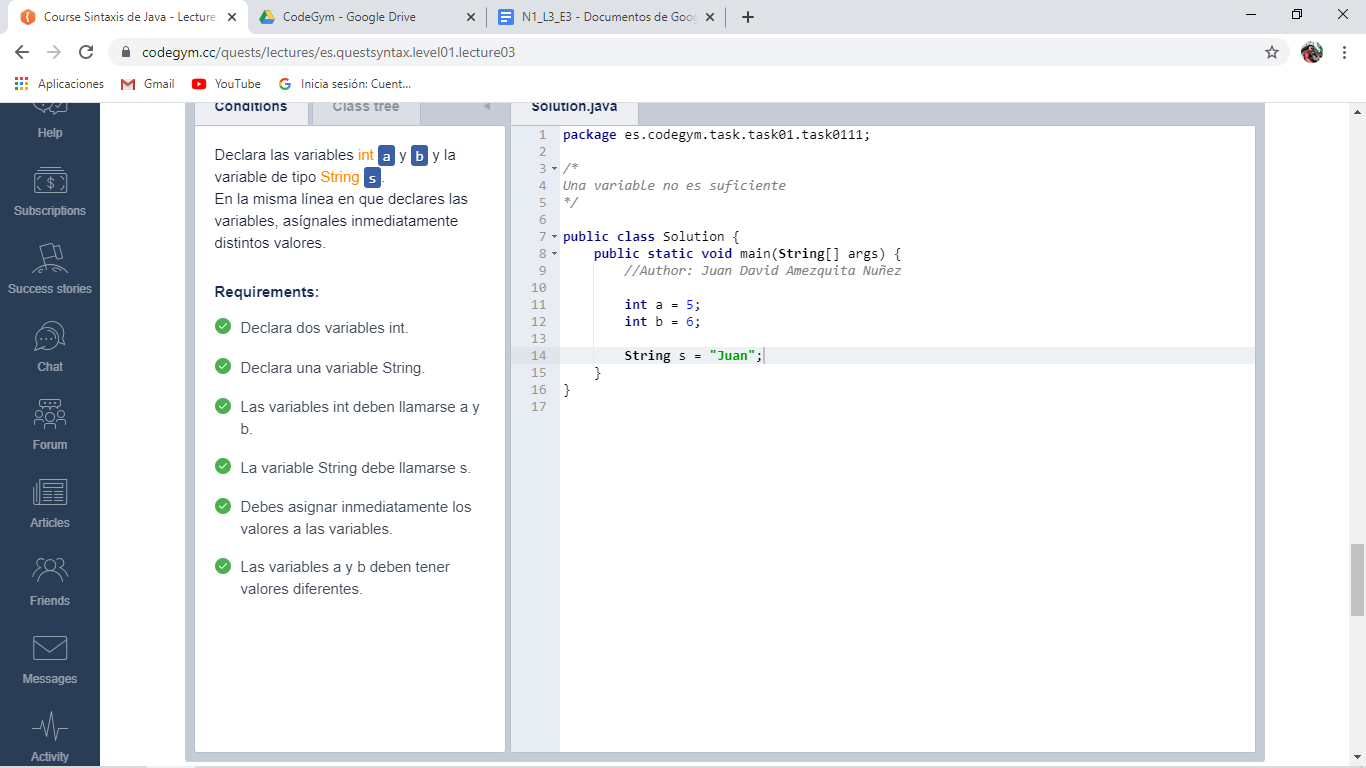 Course Sintaxis de Java - Lecture:
CodeGym - Google Drive
N1_L3_E3 - Documentos de Goog
codegym.cc/quests/lectures/es.questsyntax.level01.lecture03
Aplicaciones
Gmail
YouTube
Inicia sesión: Cuent...
Help
Subscriptions
Success stories
Chat
Forum
Articles
Friends
Messages
Activity
Conditions
Class tree
Declara las variables int a y b y la
variable de tipo String s.
En la misma línea en que declares las
variables, asígnales inmediatamente
distintos valores.
Requirements:
Declara dos variables int.
Declara una variable String.
Las variables int deben llamarse a y
b.
La variable String debe llamarse s.
Debes asignar inmediatamente los
valores a las variables.
Las variables a y b deben tener
valores diferentes.
Solution.java
1 package es.codegym.task.task01.task0111;
2
3 /*
4 Una variable no es suficiente
5 */
6
7 public class Solution {
8 public static void main(String[] args) {
9 //Author: Juan David Amezquita Nuñez
10
11 int a = 5;
12 int b = 6;
13
14 String s = "Juan";
15 }
16 }
17